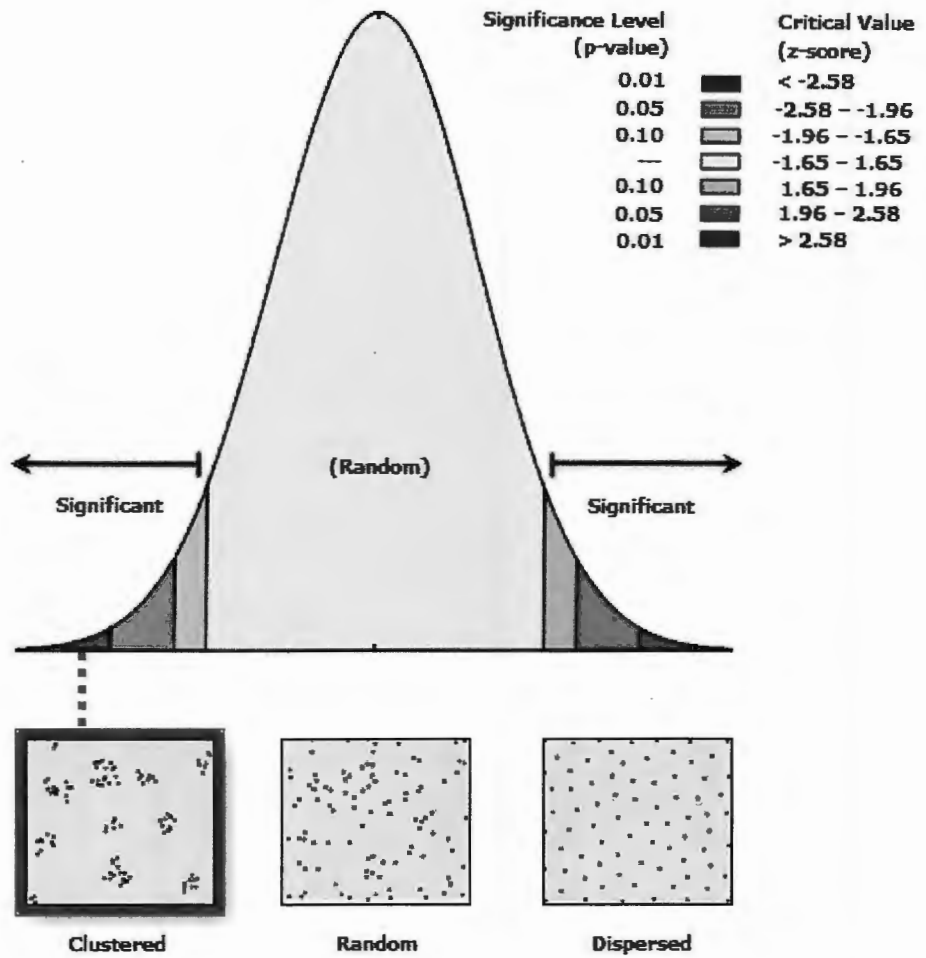 Significance Level Critical Value
(p-value) (z-score)
0.01 < -2.58
0.05 -2.58 – -1.96
0.10 -1.96 – -1.65
--- -1.65 – 1.65
0.10 1.65 – 1.96
0.05 1.96 – 2.58
0.01 > 2.58
(Random)
Significant Significant
Clustered Random Dispersed